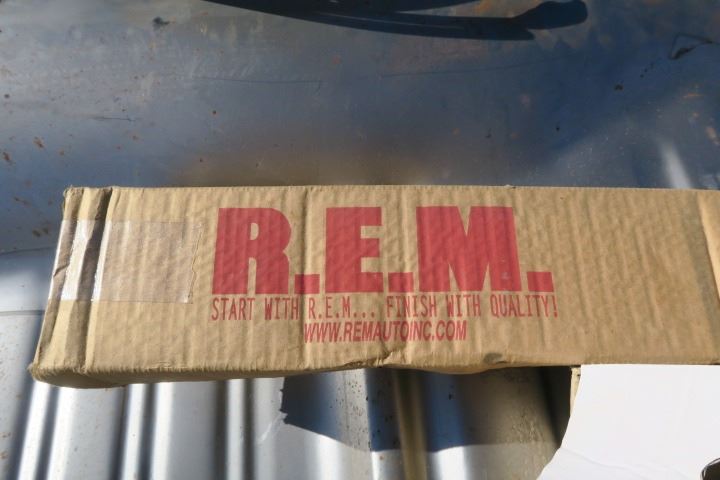 R.E.M.
START WITH R.E.M... FINISH WITH QUALITY!
WWW.REMAUTOINC.COM